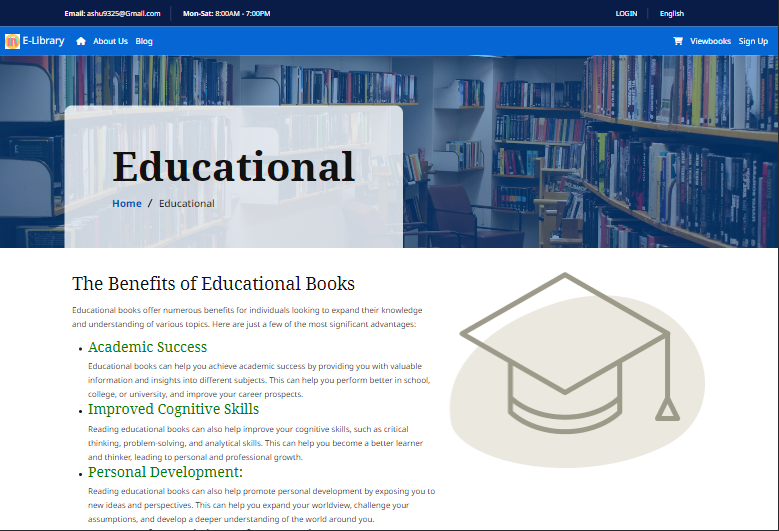 Email: ashu9325@Gmail.com Mon-Sat: 8:00AM - 7:00PM LOGIN English
E-Library About Us Blog Viewbooks Sign Up
Educational
Home / Educational
The Benefits of Educational Books
Educational books offer numerous benefits for individuals looking to expand their knowledge
and understanding of various topics. Here are just a few of the most significant advantages:
Academic Success
Educational books can help you achieve academic success by providing you with valuable
information and insights into different subjects. This can help you perform better in school,
college, or university, and improve your career prospects.
Improved Cognitive Skills
Reading educational books can also help improve your cognitive skills, such as critical
thinking, problem-solving, and analytical skills. This can help you become a better learner
and thinker, leading to personal and professional growth.
Personal Development:
Reading educational books can also help promote personal development by exposing you to
new ideas and perspectives. This can help you expand your worldview, challenge your
assumptions, and develop a deeper understanding of the world around you.